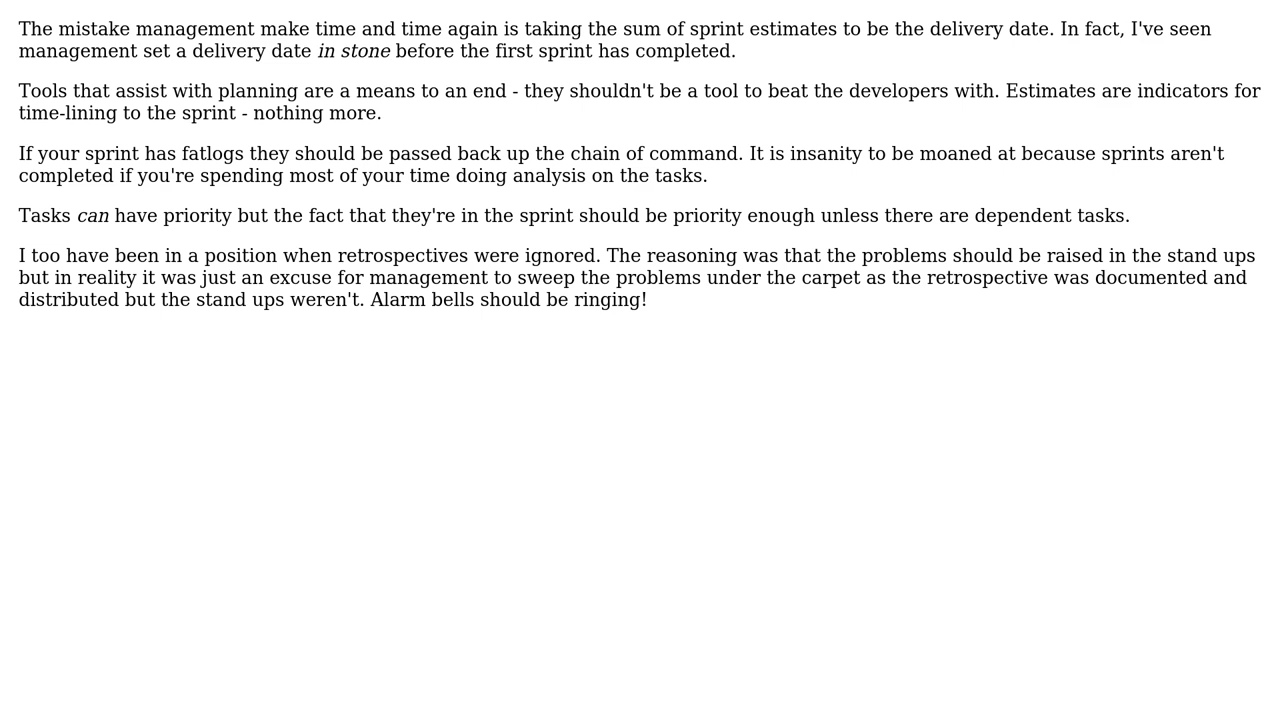 The mistake management make time and time again is taking the sum of sprint estimates to be the delivery date. In fact, I've seen
management set a delivery date in stone before the first sprint has completed.
Tools that assist with planning are a means to an end - they shouldn't be a tool to beat the developers with. Estimates are indicators for
time-lining to the sprint - nothing more.
If your sprint has fatlogs they should be passed back up the chain of command. It is insanity to be moaned at because sprints aren't
completed if you're spending most of your time doing analysis on the tasks.
Tasks can have priority but the fact that they're in the sprint should be priority enough unless there are dependent tasks.
I too have been in a position when retrospectives were ignored. The reasoning was that the problems should be raised in the stand ups
but in reality it was just an excuse for management to sweep the problems under the carpet as the retrospective was documented and
distributed but the stand ups weren't. Alarm bells should be ringing!